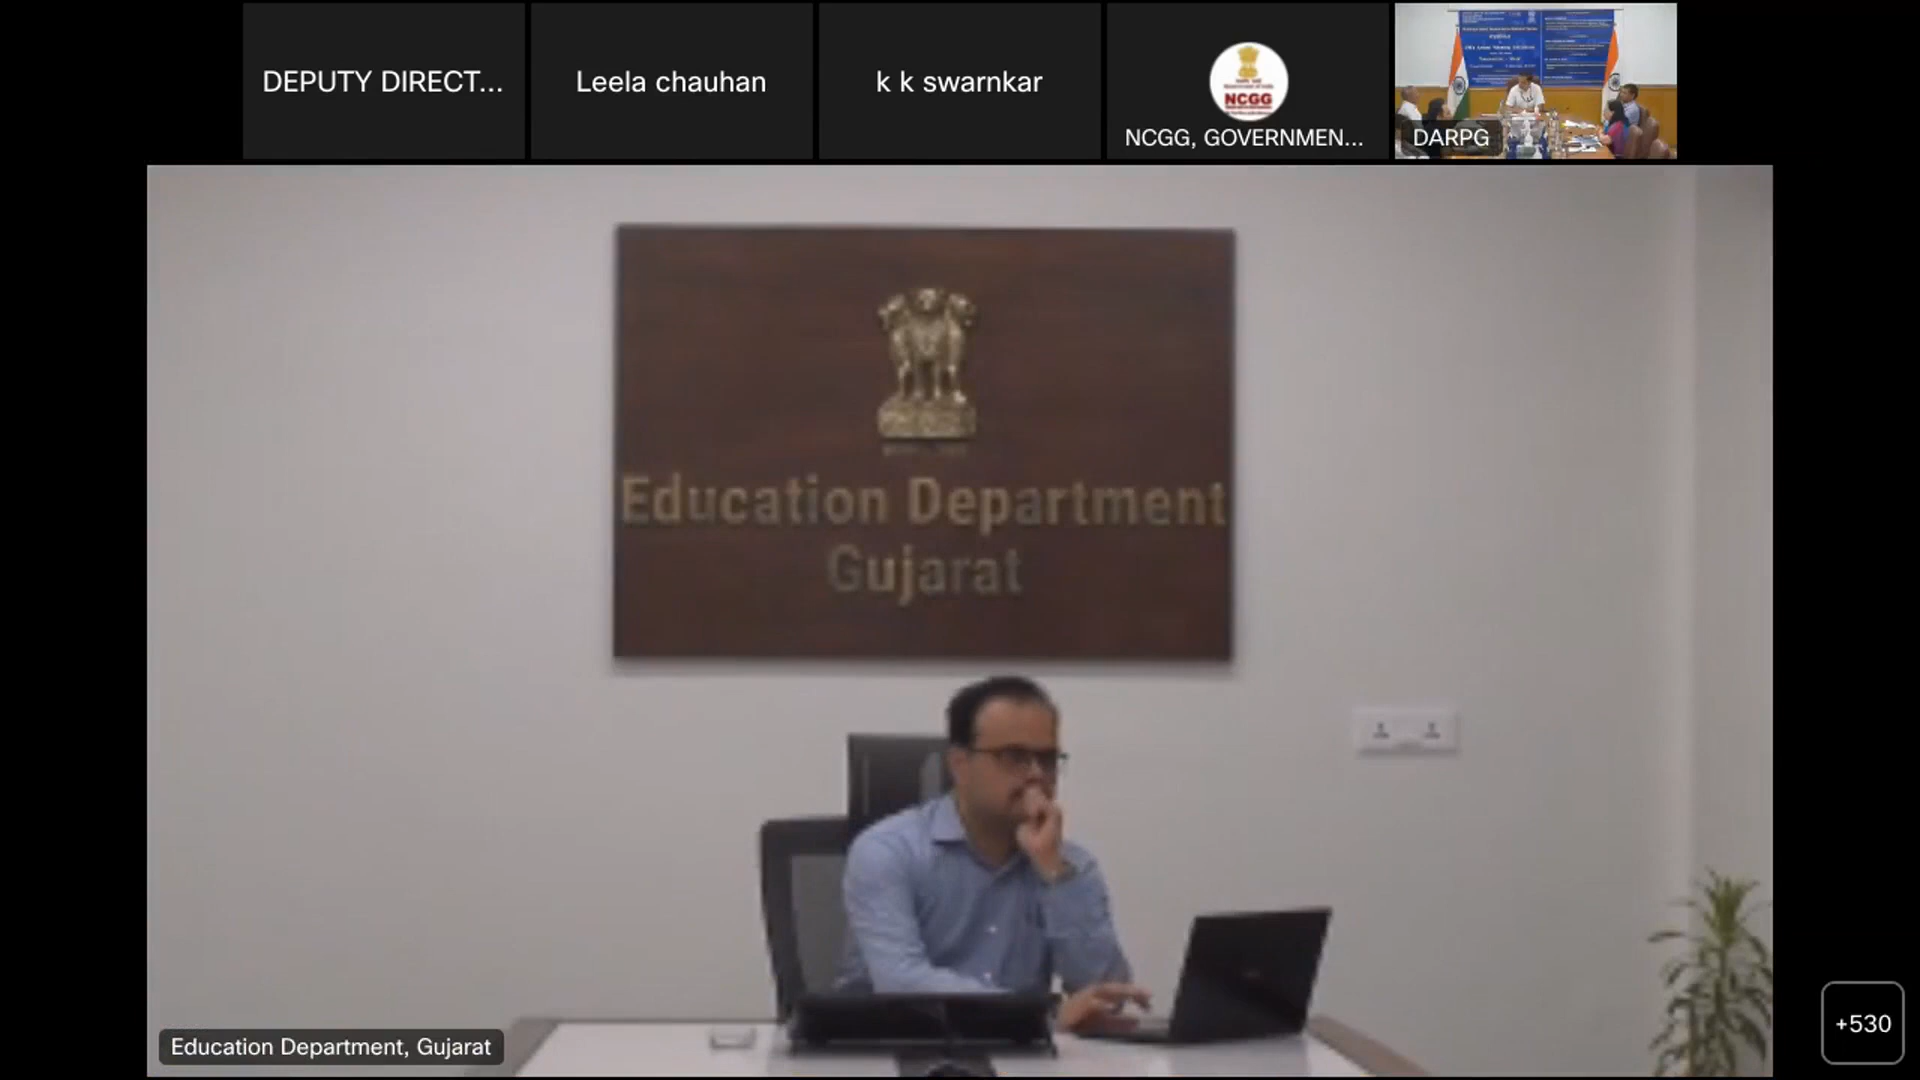 DEPUTY DIRECT...
Leela chauhan
k k swarnkar
NCGG
NCGG, GOVERNMEN...
DARPG
Education Department
Gujarat
Education Department, Gujarat
+530